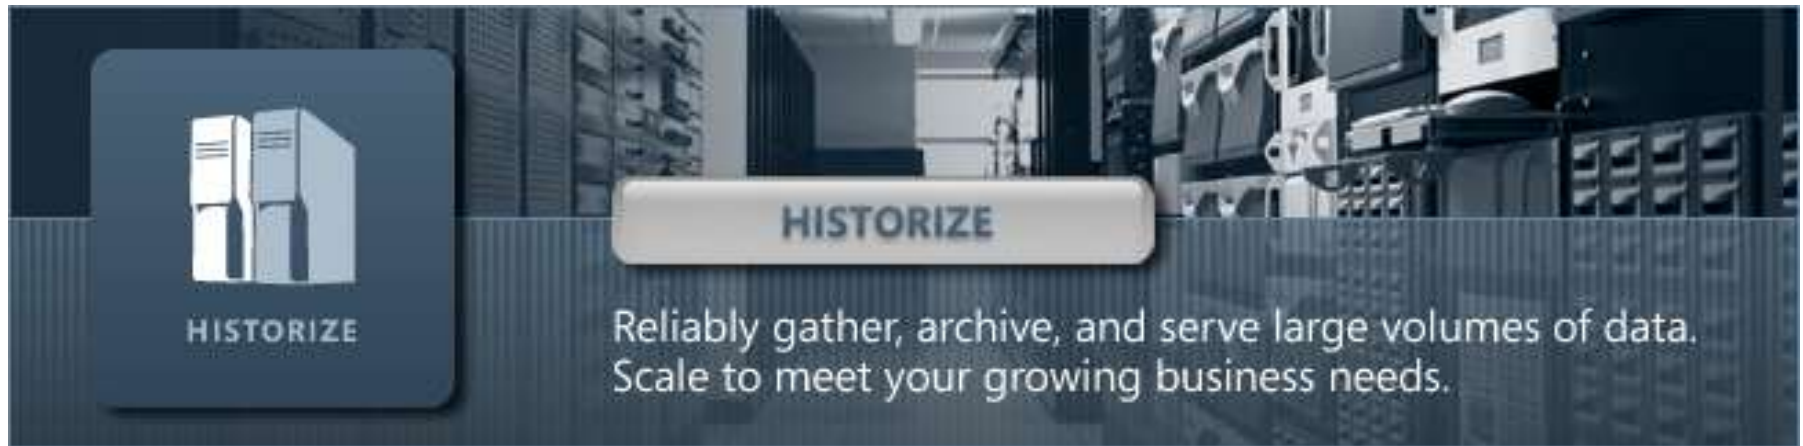 HISTORIZE
HISTORIZE
Reliably gather, archive, and serve large volumes of data.
Scale to meet your growing business needs.